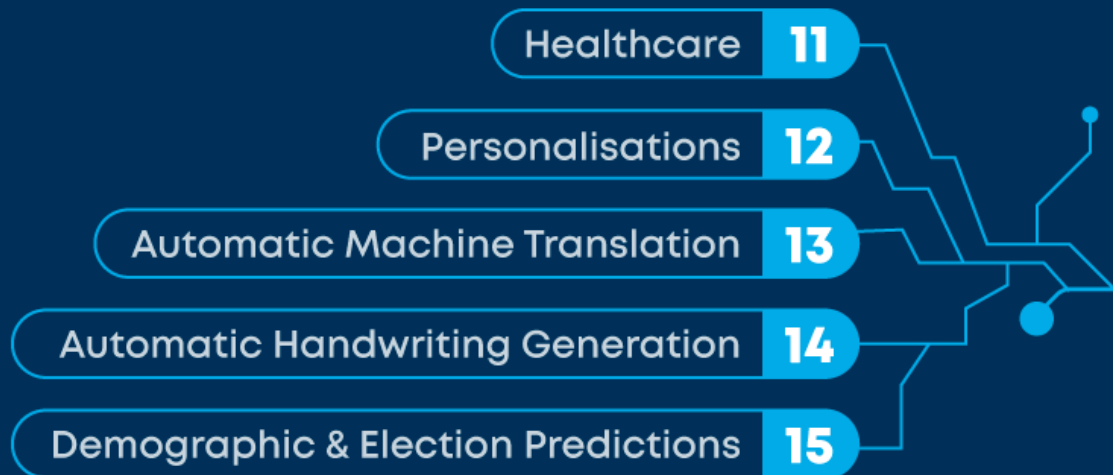 Healthcare 11
Personalisations 12
Automatic Machine Translation 13
Automatic Handwriting Generation 14
Demographic & Election Predictions 15